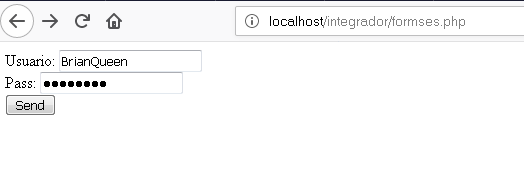 localhost/integrador/formses.php
Usuario: BrianQueen
Pass: ●●●●●●●●
Send